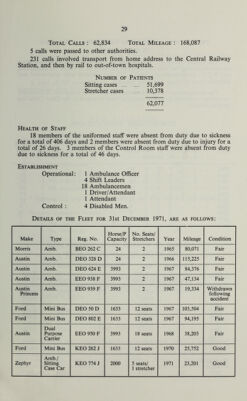 29
TOTAL CALLS : 62,834 TOTAL MILEAGE : 168,087
5 calls were passed to other authorities.
231 calls involved transport from home address to the Central Railway
Station, and then by rail to out-of-town hospitals.
NUMBER OF PATIENTS
Sitting cases ... ... 51,699
Stretcher cases ... 10,378
62,077
HEALTH OF STAFF
18 members of the uniformed staff were absent from duty due to sickness
for a total of 406 days and 2 members were absent from duty due to injury for a
total of 26 days. 3 members of the Control Room staff were absent from duty
due to sickness for a total of 46 days.
ESTABLISHMENT
Operational: 1 Ambulance Officer
4 Shift Leaders
18 Ambulancemen
1 Driver/Attendant
1 Attendant
Control : 4 Disabled Men.
DETAILS OF THE FLEET FOR 31st DECEMBER 1971, ARE AS FOLLOWS:
Make Type Reg. No. Horse/P Capacity No. Seats/ Stretchers Year Mileage Condition
Morris Amb. BEO 262 C 24 2 1965 80,071 Fair
Austin Amb. DEO 328 D 24 2 1966 115,225 Fair
Austin Amb. DEO 624 E 3993 2 1967 84,376 Fair
Austin Amb. EEO 938 F 3993 2 1967 47,134 Fair
Austin Princess Amb. EEO 939 F 3993 2 1967 19,334 Withdrawn following accident
Ford Mini Bus DEO 50 D 1633 12 seats 1967 103,504 Fair
Ford Mini Bus DEO 802 E 1633 12 seats 1967 94,195 Fair
Austin Dual Purpose Carrier EEO 950 F 3993 10 seats 1968 38,205 Fair
Ford Mini Bus KEO 262 J 1633 12 seats 1970 25,752 Good
Zephyr Amb./ Sitting Case Car KEO 774 J 2000 5 seats/ 1 stretcher 1971 23,201 Good